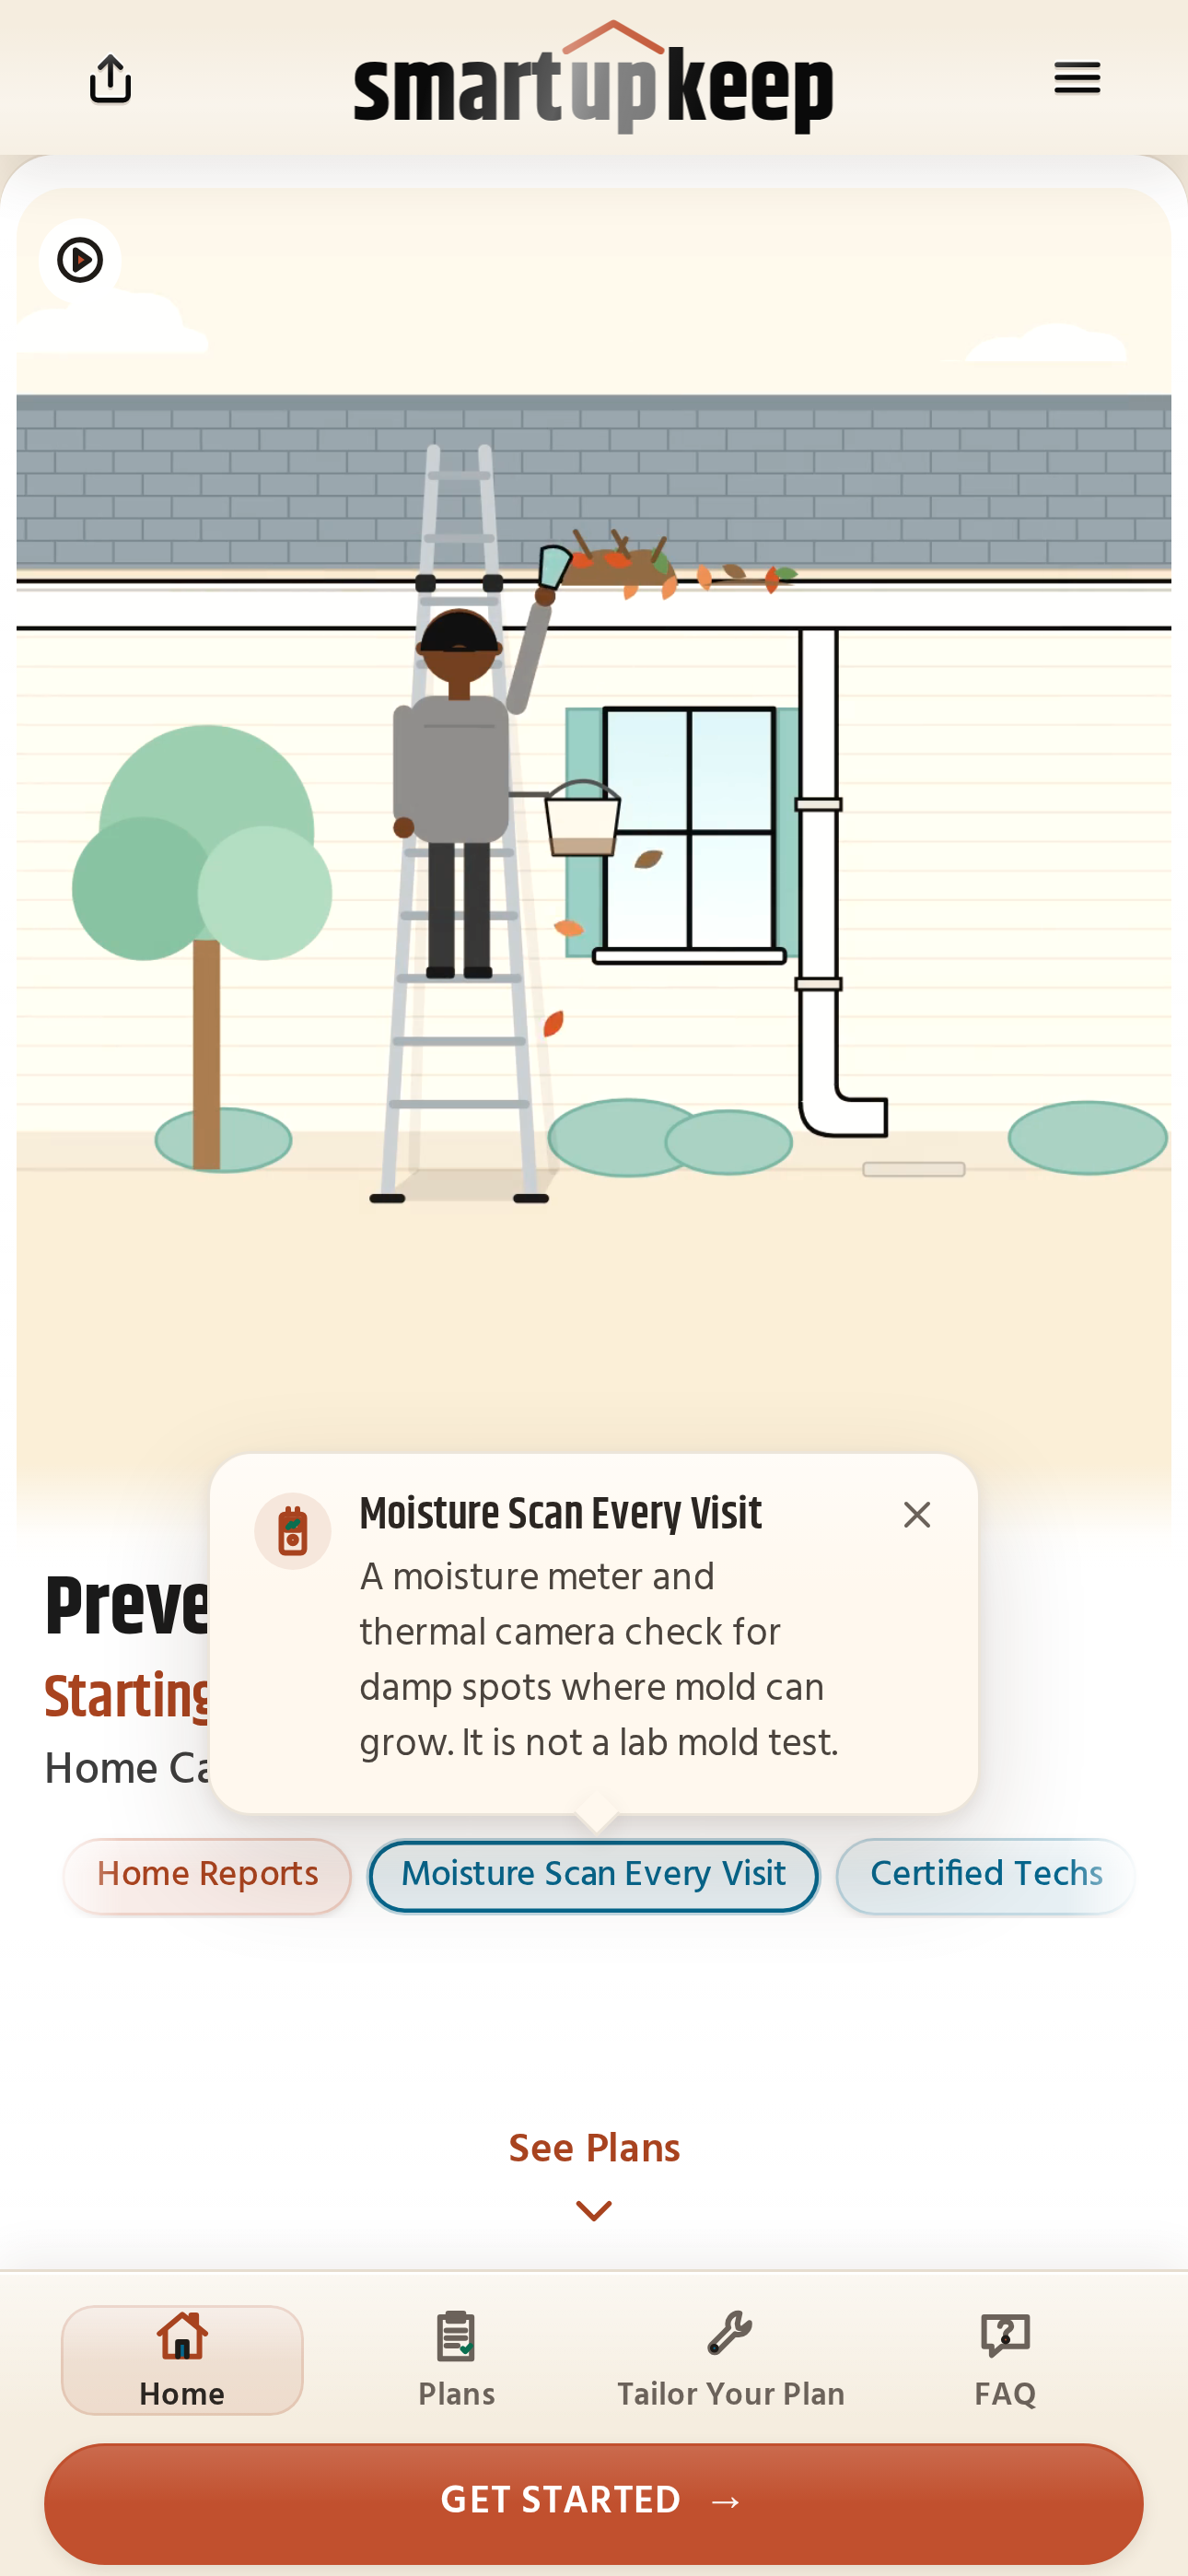 smartupkeep
Moisture Scan Every Visit
A moisture meter and
thermal camera check for
damp spots where mold can
grow. It is not a lab mold test.
Preve
Starting
Home Ca
Home Reports
Moisture Scan Every Visit
Certified Techs
See Plans
Home
Plans
Tailor Your Plan
FAQ
GET STARTED →